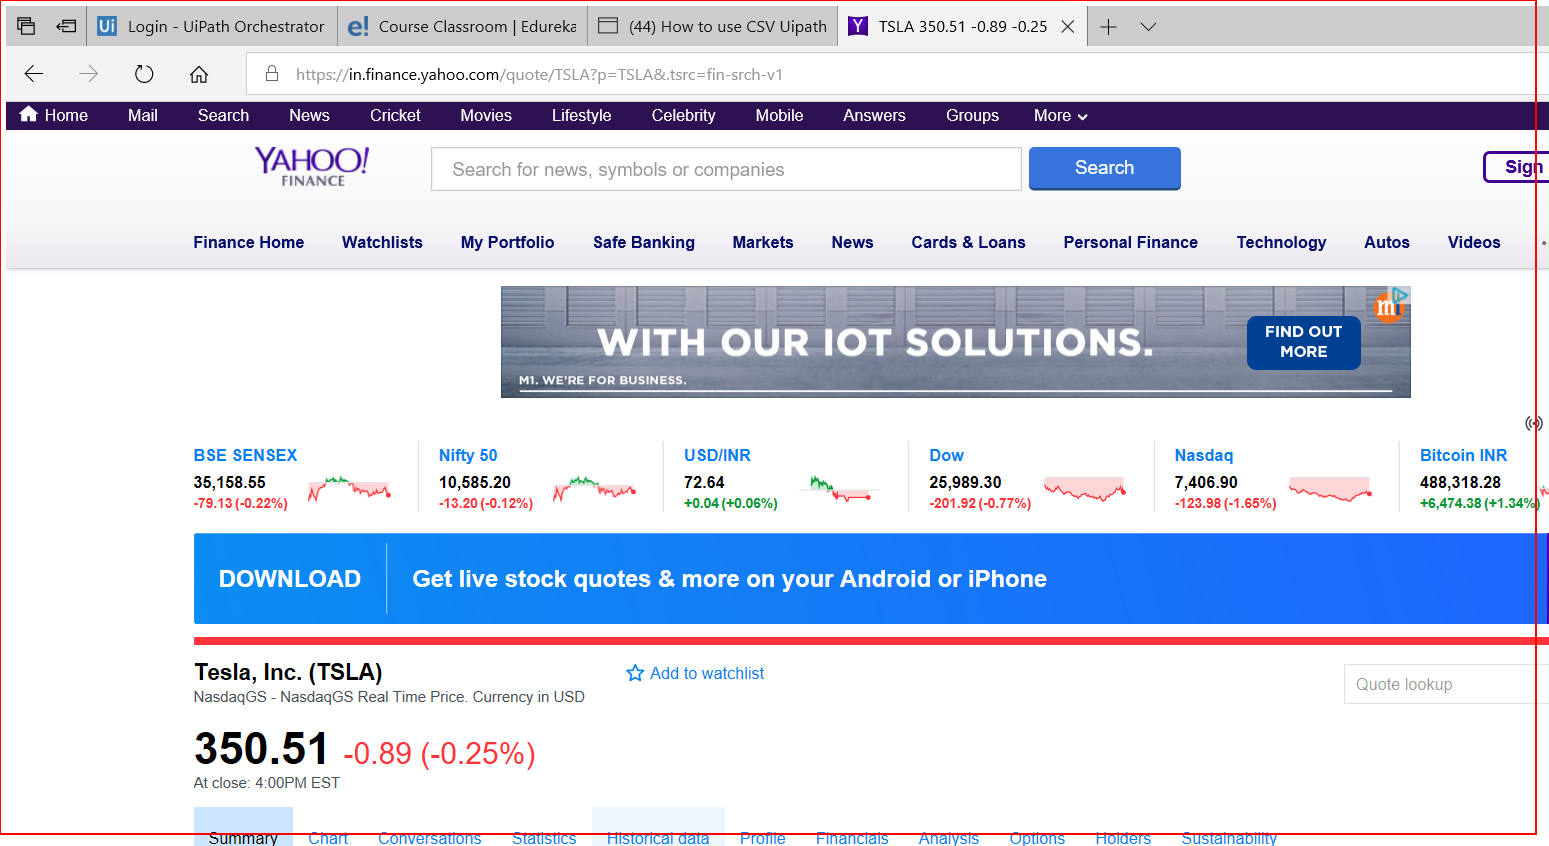 Login - UiPath Orchestrator
Course Classroom | Edureka
(44) How to use CSV Uipath
TSLA 350.51 -0.89 -0.25
https://in.finance.yahoo.com/quote/TSLA?p=TSLA&.tsrc=fin-srch-v1
Home Mail Search News Cricket Movies Lifestyle Celebrity Mobile Answers Groups More
YAHOO!
FINANCE
Search for news, symbols or companies
Search
Sign
Finance Home Watchlists My Portfolio Safe Banking Markets News Cards & Loans Personal Finance Technology Autos Videos
WITH OUR IOT SOLUTIONS.
M1. WE'RE FOR BUSINESS.
FIND OUT
MORE
BSE SENSEX
35,158.55
-79.13 (-0.22%)
Nifty 50
10,585.20
-13.20 (-0.12%)
USD/INR
72.64
+0.04 (+0.06%)
Dow
25,989.30
-201.92 (-0.77%)
Nasdaq
7,406.90
-123.98 (-1.65%)
Bitcoin INR
488,318.28
+6,474.38 (+1.34%)
DOWNLOAD
Get live stock quotes & more on your Android or iPhone
Tesla, Inc. (TSLA)
Add to watchlist
NasdaqGS - NasdaqGS Real Time Price. Currency in USD
Quote lookup
350.51 -0.89 (-0.25%)
At close: 4:00PM EST
Summary Chart Conversations Statistics Historical data Profile Financials Analysis Options Holders Sustainability